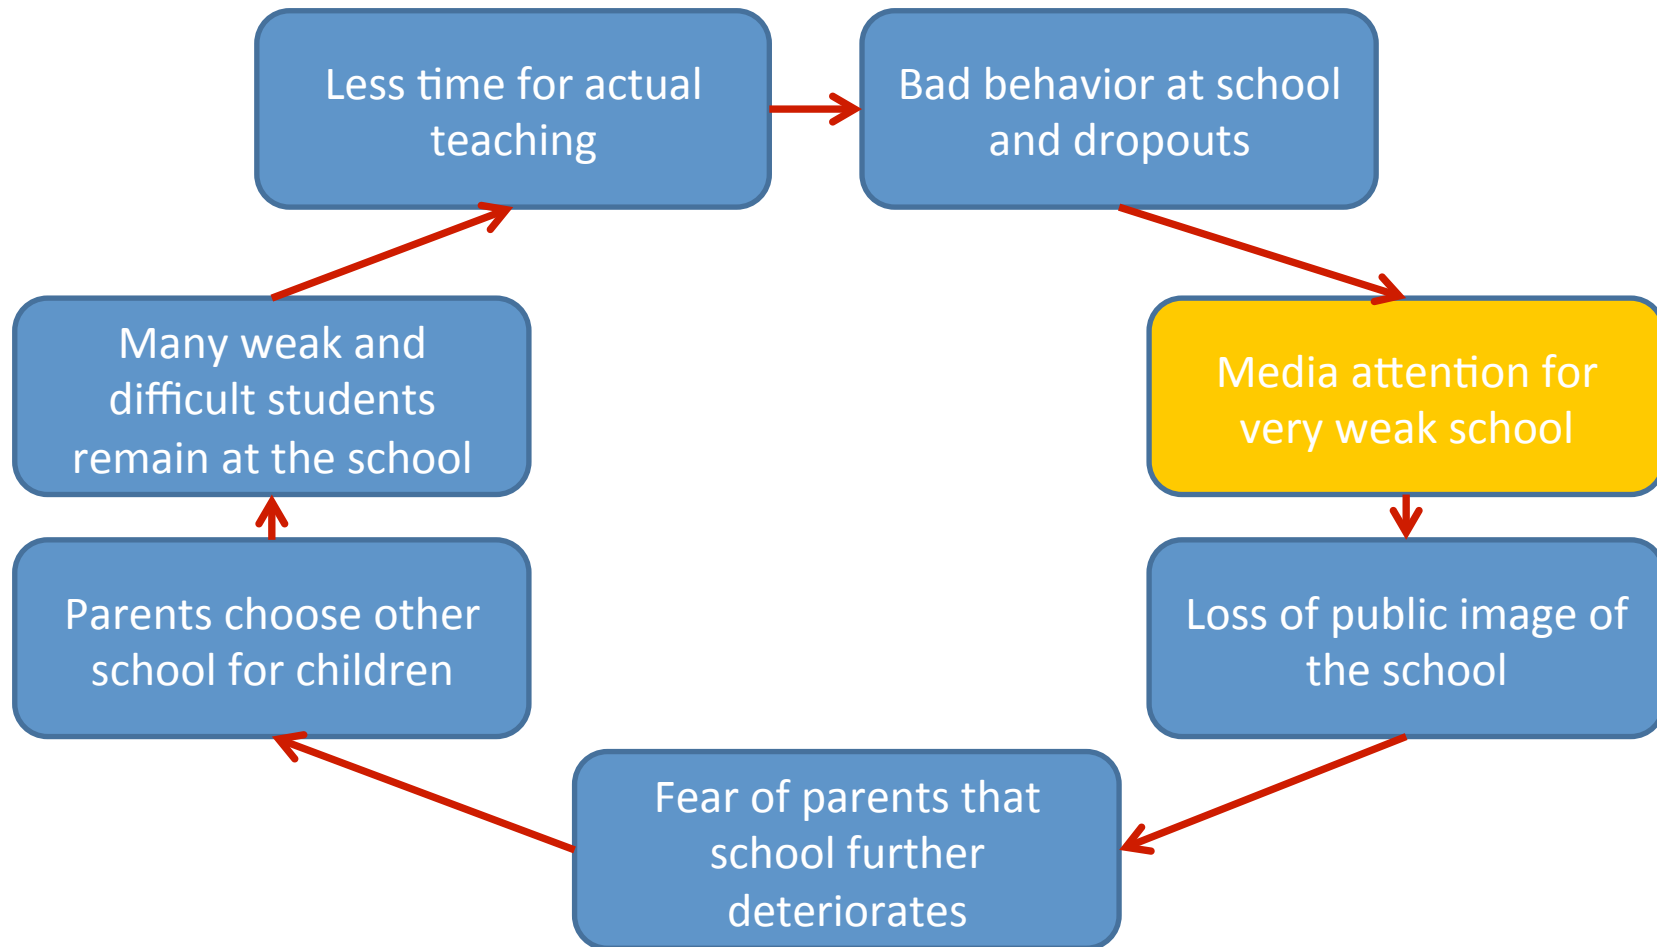 Less time for actual
teaching
Bad behavior at school
and dropouts
Many weak and
difficult students
remain at the school
Media attention for
very weak school
Parents choose other
school for children
Loss of public image of
the school
Fear of parents that
school further
deteriorates